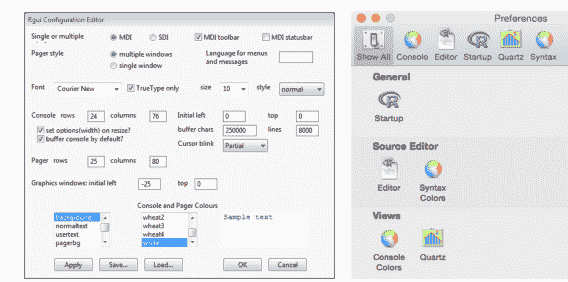 Rgui Configuration Editor
Single or multiple MDI SDI MDI toolbar MDI statusbar
Pager style multiple windows single window Language for menus and messages
Font Courier New TrueType only size 10 style normal
Console rows 24 columns 76 Initial left 0 top 0
set options(width) on resize? buffer chars 250000 lines 8000
buffer console by default? Cursor blink Partial
Pager rows 25 columns 80
Graphics windows: initial left -25 top 0
Console and Pager Colours
background wheat2 Sample text
normaltext wheat3
usertext wheat4
pagerbg white
Apply Save... Load... OK Cancel
Preferences
Show All Console Editor Startup Quartz Syntax
General
Startup
Source Editor
Editor Syntax Colors
Views
Console Colors Quartz